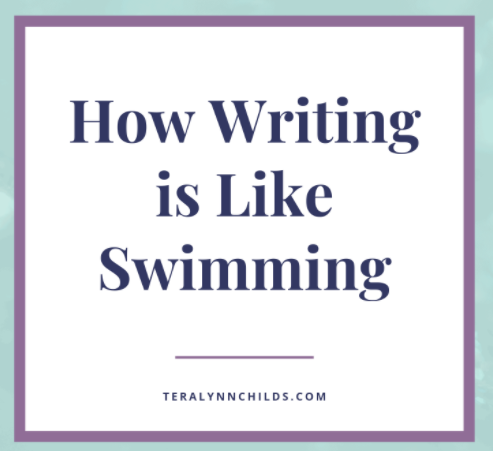 How Writing
is Like
Swimming
TERALYNNCHILDS.COM